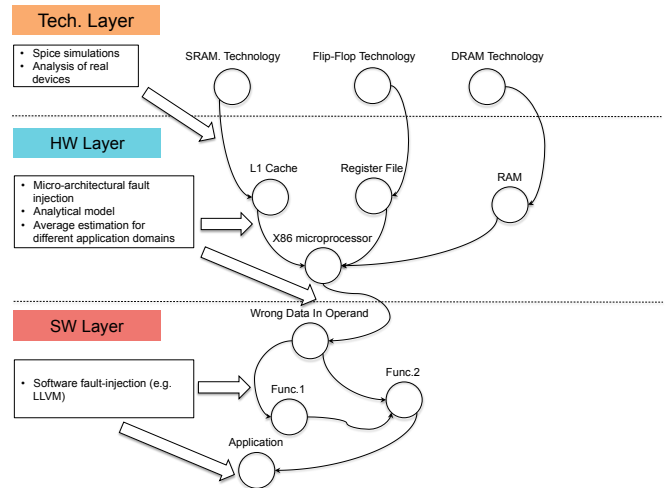 Tech. Layer
• Spice simulations
• Analysis of real
devices
SRAM. Technology
Flip-Flop Technology
DRAM Technology
HW Layer
• Micro-architectural fault
injection
• Analytical model
• Average estimation for
different application domains
L1 Cache
Register File
RAM
X86 microprocessor
SW Layer
• Software fault-injection (e.g.
LLVM)
Wrong Data In Operand
Func.1
Func.2
Application